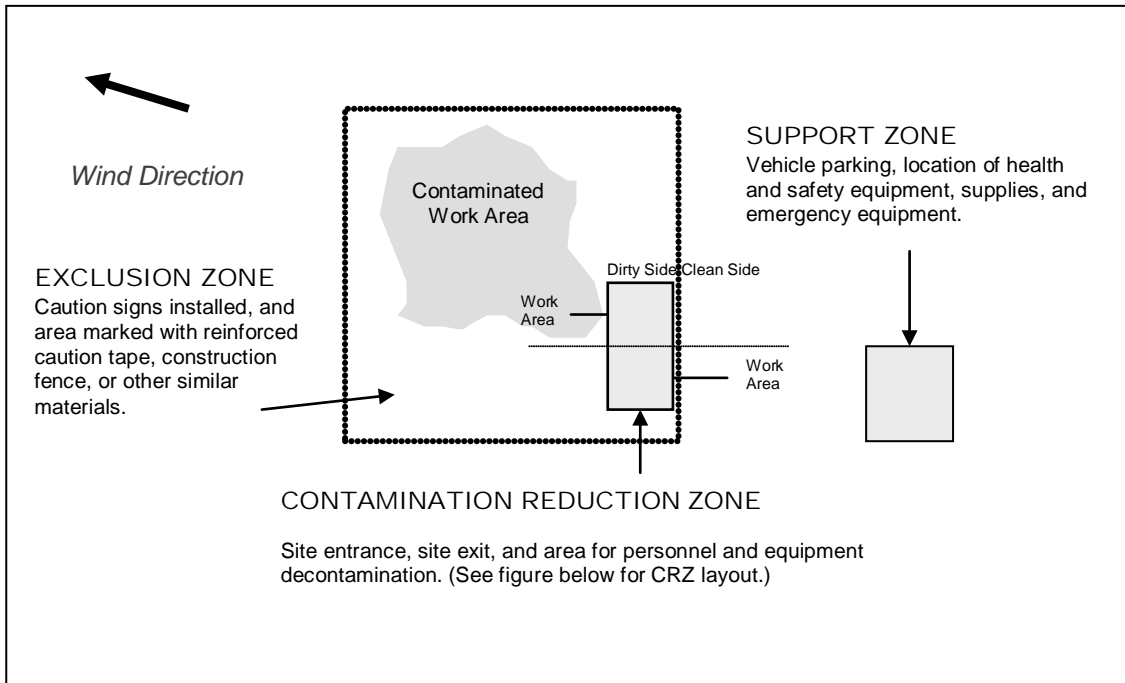 Wind Direction
EXCLUSION ZONE
Caution signs installed, and
area marked with reinforced
caution tape, construction
fence, or other similar
materials.
Contaminated
Work Area
Dirty Side Clean Side
Work
Area
Work
Area
SUPPORT ZONE
Vehicle parking, location of health
and safety equipment, supplies, and
emergency equipment.
CONTAMINATION REDUCTION ZONE
Site entrance, site exit, and area for personnel and equipment
decontamination. (See figure below for CRZ layout.)